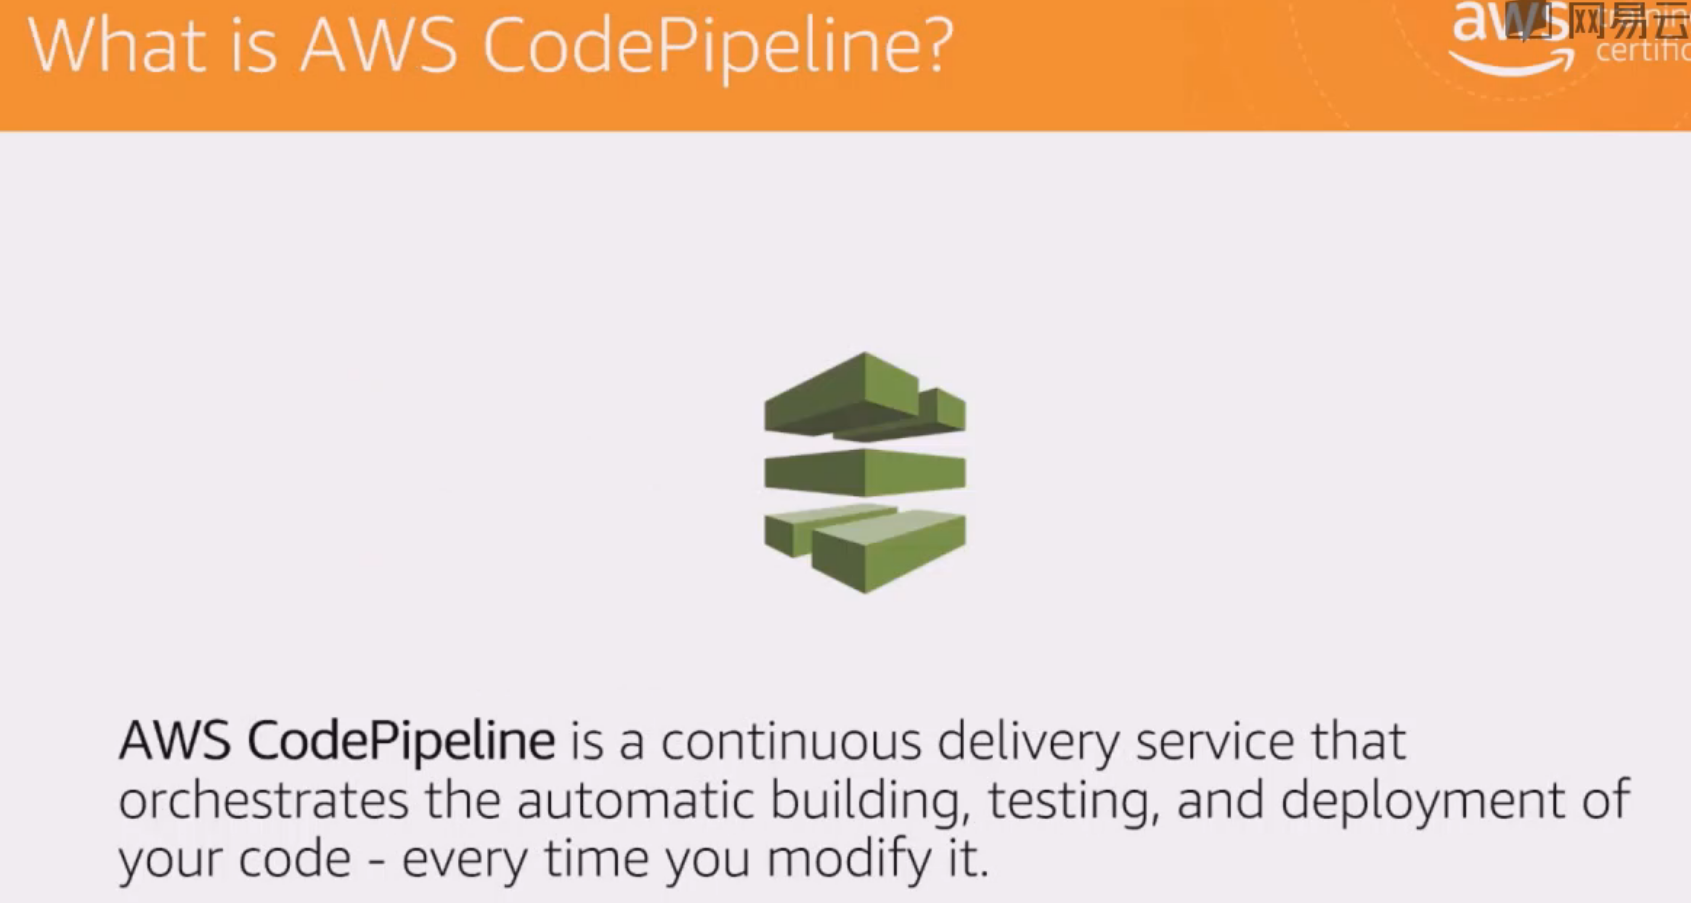 What is AWS CodePipeline?
aws
网易云
certific
AWS CodePipeline is a continuous delivery service that
orchestrates the automatic building, testing, and deployment of
your code - every time you modify it.